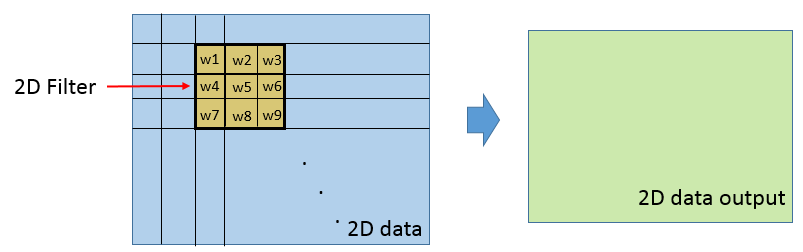 w1 w2 w3
2D Filter
w4 w5 w6
w7 w8 w9
2D data
2D data output